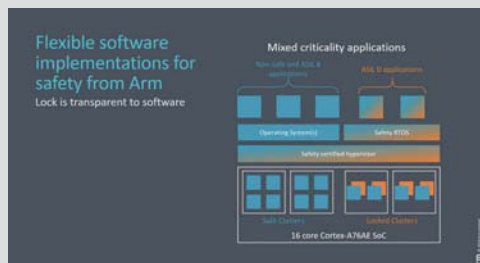 Flexible software
implementations for
safety from Arm
Lock is transparent to software
Mixed criticality applications
Non-safe and ASIL B
applications
ASIL D applications
Operating System(s)
Safety RTOS
Safety certified hypervisor
Split Clusters
Locked Clusters
16 core Cortex-A76AE SoC